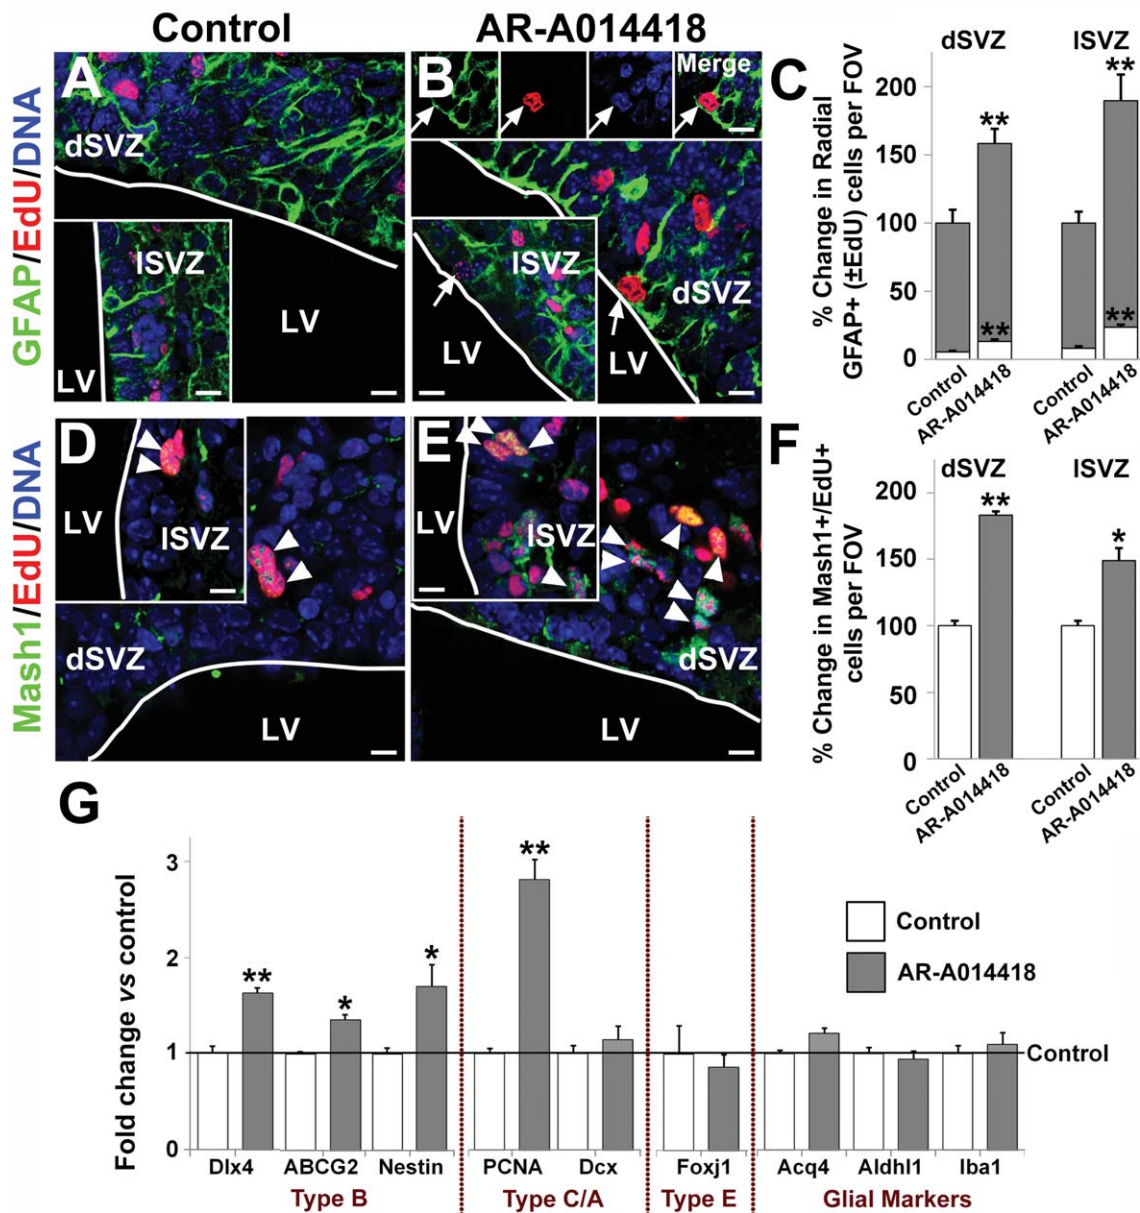 Control
AR-A014418
GFAP/EdU/DNA
A
dSVZ
lSVZ
LV
LV
B
Merge
lSVZ
dSVZ
LV
LV
C
dSVZ
lSVZ
% Change in Radial
GFAP+ (±EdU) cells per FOV
200
150
100
50
0
**
**
**
**
Control
AR-A014418
Control
AR-A014418
Mash1/EdU/DNA
D
LV
lSVZ
dSVZ
LV
E
LV
lSVZ
dSVZ
LV
F
dSVZ
lSVZ
% Change in Mash1+/EdU+
cells per FOV
200
150
100
50
0
**
*
Control
AR-A014418
Control
AR-A014418
G
Fold change vs control
3
2
1
0
**
*
*
**
Control
Control
AR-A014418
Dlx4 ABCG2 Nestin PCNA Dcx Foxj1 Acq4 Aldhl1 Iba1
Type B Type C/A Type E Glial Markers